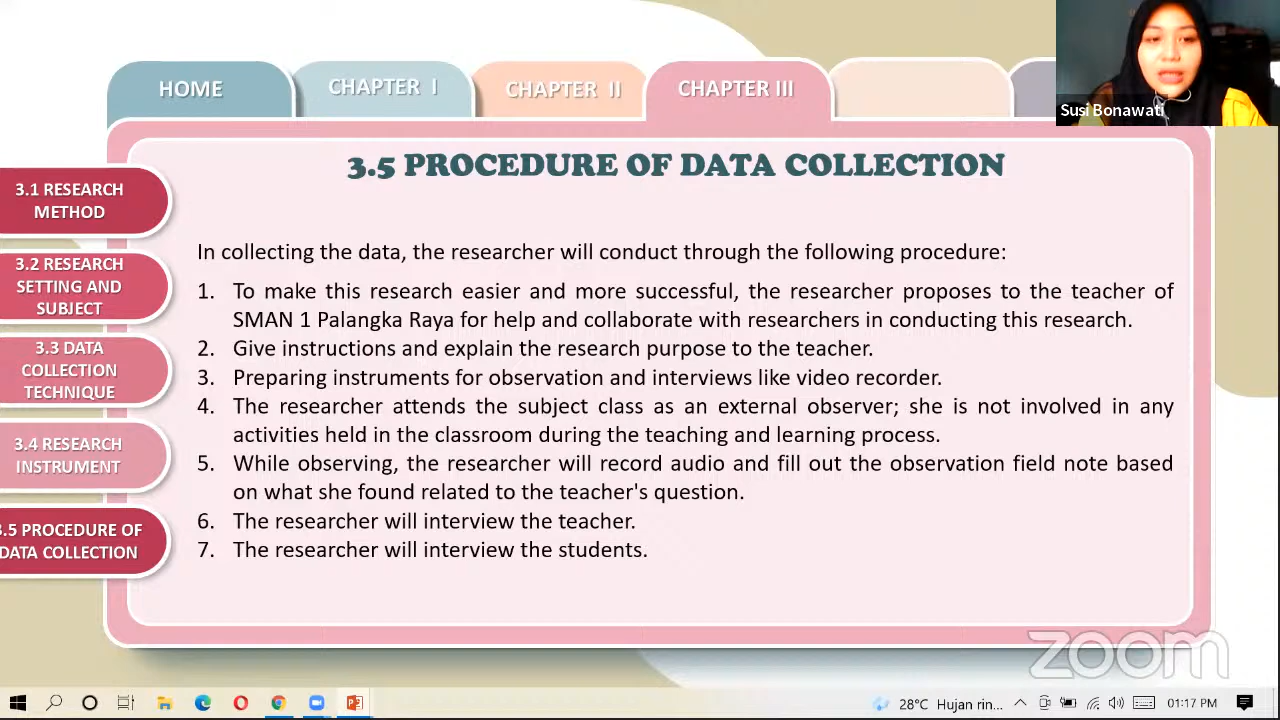 HOME
CHAPTER I
CHAPTER II
CHAPTER III
Susi Bonawati
3.5 PROCEDURE OF DATA COLLECTION
3.1 RESEARCH
METHOD
3.2 RESEARCH
SETTING AND
SUBJECT
3.3 DATA
COLLECTION
TECHNIQUE
3.4 RESEARCH
INSTRUMENT
3.5 PROCEDURE OF
DATA COLLECTION
In collecting the data, the researcher will conduct through the following procedure:
1. To make this research easier and more successful, the researcher proposes to the teacher of
SMAN 1 Palangka Raya for help and collaborate with researchers in conducting this research.
2. Give instructions and explain the research purpose to the teacher.
3. Preparing instruments for observation and interviews like video recorder.
4. The researcher attends the subject class as an external observer; she is not involved in any
activities held in the classroom during the teaching and learning process.
5. While observing, the researcher will record audio and fill out the observation field note based
on what she found related to the teacher's question.
6. The researcher will interview the teacher.
7. The researcher will interview the students.
zoom
28°C Hujan rin...
01:17 PM